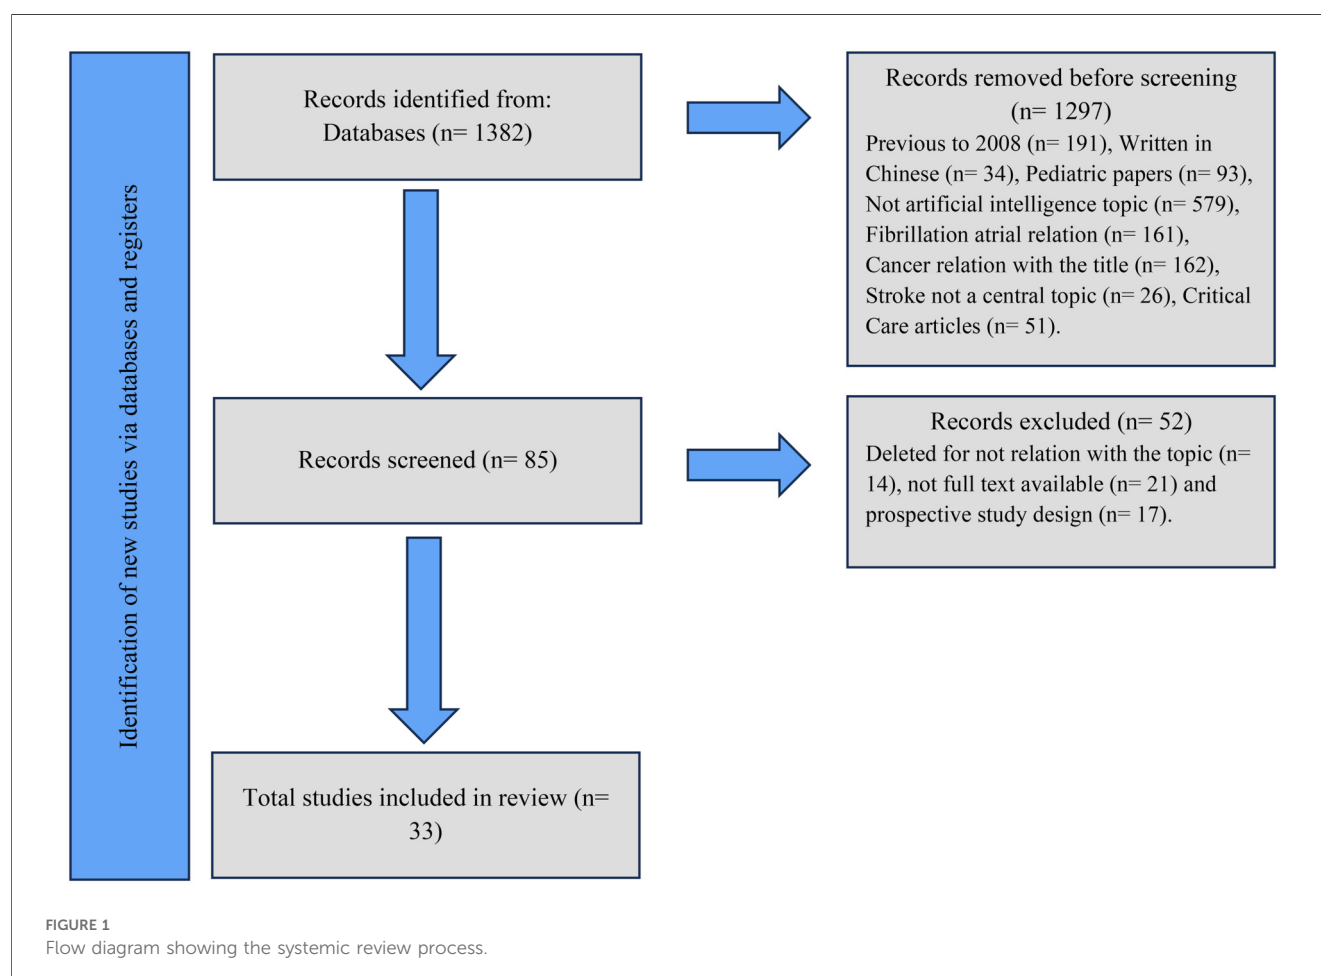 Identification of new studies via databases and registers
Records identified from:
Databases (n= 1382)
Records removed before screening
(n= 1297)
Previous to 2008 (n= 191), Written in
Chinese (n= 34), Pediatric papers (n= 93),
Not artificial intelligence topic (n= 579),
Fibrillation atrial relation (n= 161),
Cancer relation with the title (n= 162),
Stroke not a central topic (n= 26), Critical
Care articles (n= 51).
Records screened (n= 85)
Records excluded (n= 52)
Deleted for not relation with the topic (n=
14), not full text available (n= 21) and
prospective study design (n= 17).
Total studies included in review (n=
33)
FIGURE 1
Flow diagram showing the systemic review process.